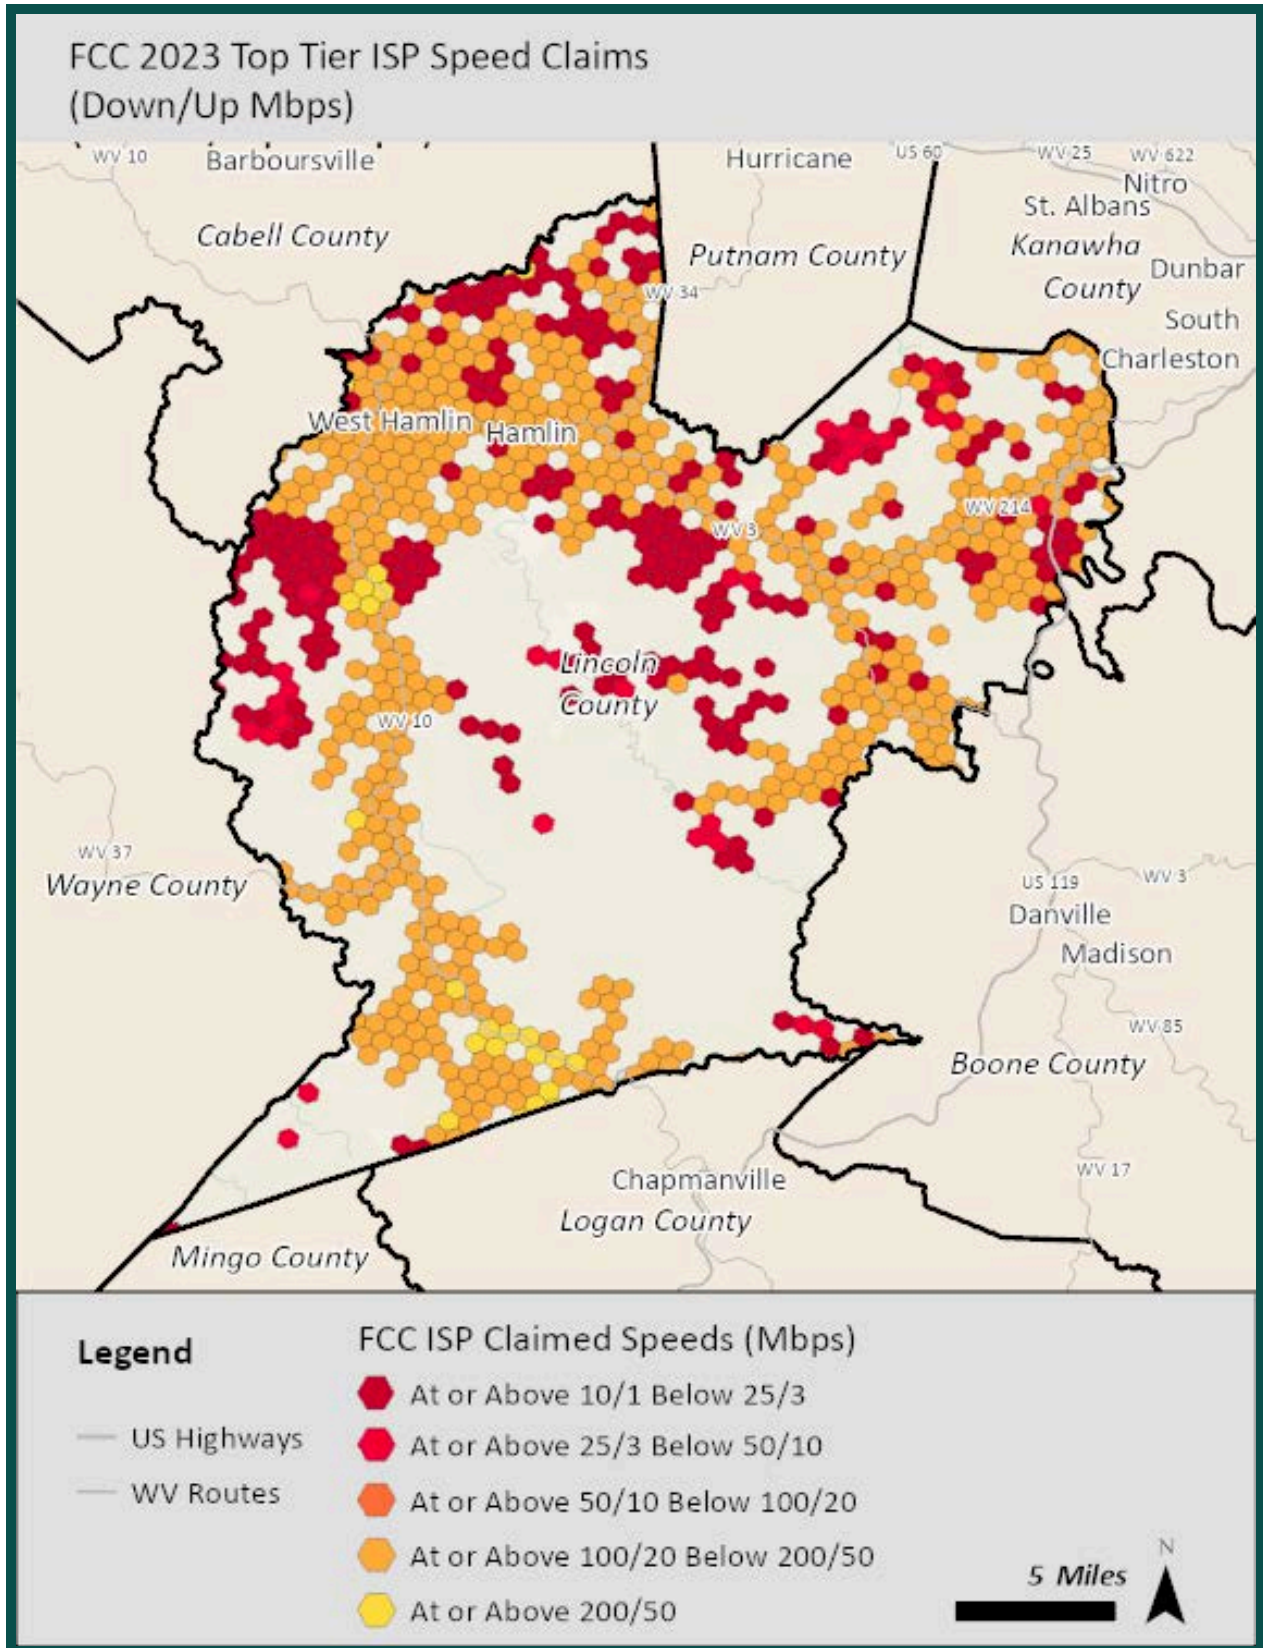 FCC 2023 Top Tier ISP Speed Claims
(Down/Up Mbps)
WV 10
Barboursville
Hurricane
US 60
WV 25
WV 622
Nitro
St. Albans
Cabell County
Putnam County
Kanawha
County
Dunbar
WV 34
South
Charleston
West Hamlin
Hamlin
WV 214
WV 3
Lincoln
County
WV 10
WV 37
Wayne County
US 119
WV 3
Danville
Madison
WV 85
Boone County
WV 17
Chapmanville
Logan County
Mingo County
Legend
US Highways
WV Routes
FCC ISP Claimed Speeds (Mbps)
At or Above 10/1 Below 25/3
At or Above 25/3 Below 50/10
At or Above 50/10 Below 100/20
At or Above 100/20 Below 200/50
At or Above 200/50
5 Miles
N